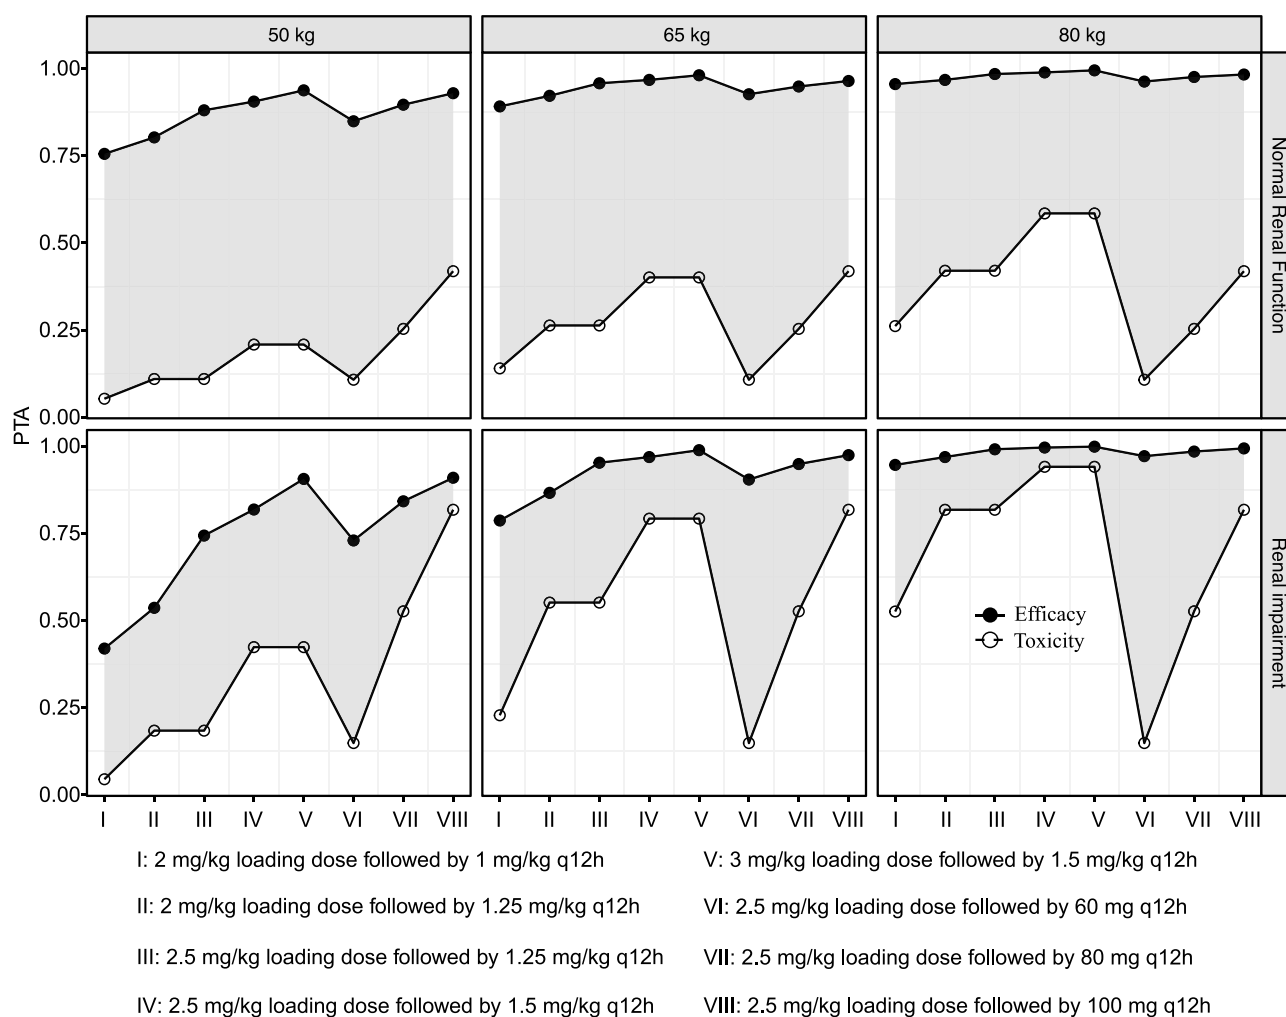 50 kg 65 kg 80 kg
1.00
0.75
0.50
0.25
0.00
Normal Renal Function
PTA
1.00
0.75
0.50
0.25
0.00
Renal impairment
Efficacy
Toxicity
I II III IV V VI VII VIII I II III IV V VI VII VIII I II III IV V VI VII VIII
I: 2 mg/kg loading dose followed by 1 mg/kg q12h
II: 2 mg/kg loading dose followed by 1.25 mg/kg q12h
III: 2.5 mg/kg loading dose followed by 1.25 mg/kg q12h
IV: 2.5 mg/kg loading dose followed by 1.5 mg/kg q12h
V: 3 mg/kg loading dose followed by 1.5 mg/kg q12h
VI: 2.5 mg/kg loading dose followed by 60 mg q12h
VII: 2.5 mg/kg loading dose followed by 80 mg q12h
VIII: 2.5 mg/kg loading dose followed by 100 mg q12h